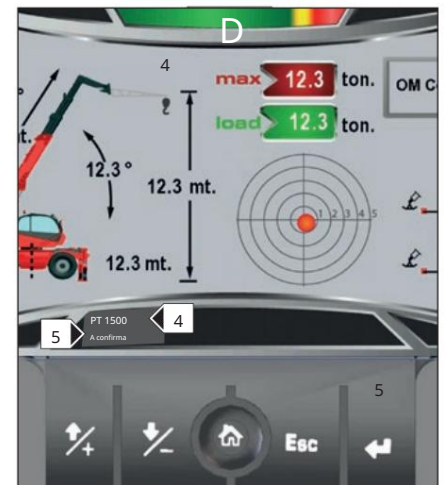 D
4
max 12.3 ton.
OM C
load 12.3 ton.
t.
12.3°
12.3 mt.
1 2 3 4 5
12.3 mt.
PT 1500
4
5
A confirma
5
+
-
Esc